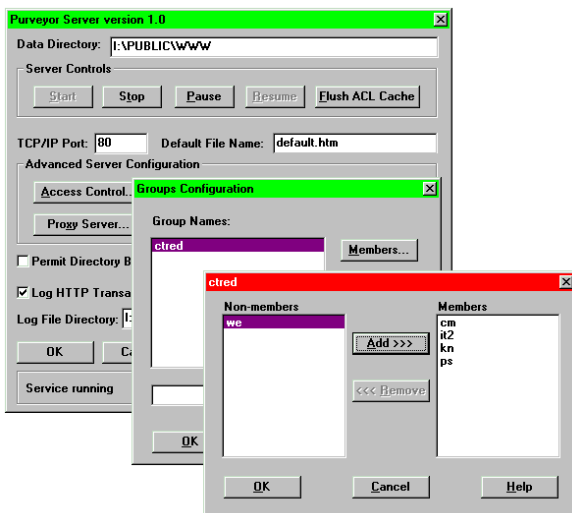 Purveyor Server version 1.0
Data Directory: I:\PUBLIC\WWW
Server Controls
Start Stop Pause Resume Flush ACL Cache
TCP/IP Port: 80 Default File Name: default.htm
Advanced Server Configuration
Access Control..
Proxy Server...
Permit Directory B
Log HTTP Transa
Log File Directory:
OK
Service running
Groups Configuration
Group Names:
ctred
Members...
OK
ctred
Non-members
we
Add >>>
<<< Remove
Members
cm
it2
kn
ps
OK Cancel Help